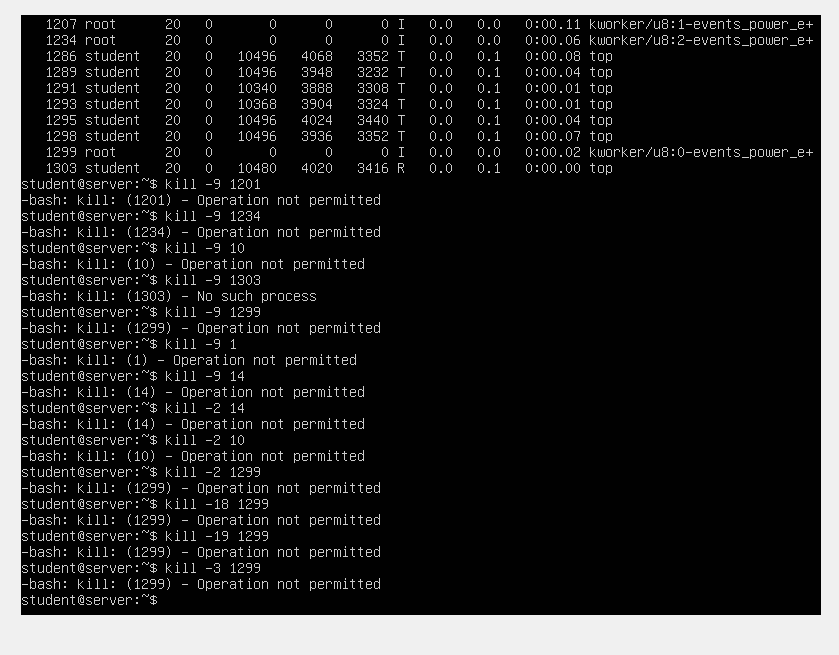 1207 root      20   0       0      0      0 I   0.0   0.0   0:00.11 kworker/u8:1-events_power_e+
1234 root      20   0       0      0      0 I   0.0   0.0   0:00.06 kworker/u8:2-events_power_e+
1286 student   20   0   10496   4068   3352 T   0.0   0.1   0:00.08 top
1289 student   20   0   10496   3948   3232 T   0.0   0.1   0:00.04 top
1291 student   20   0   10340   3888   3308 T   0.0   0.1   0:00.01 top
1293 student   20   0   10368   3904   3324 T   0.0   0.1   0:00.01 top
1295 student   20   0   10496   4024   3440 T   0.0   0.1   0:00.04 top
1298 student   20   0   10496   3936   3352 T   0.0   0.1   0:00.07 top
1299 root      20   0       0      0      0 I   0.0   0.0   0:00.02 kworker/u8:0-events_power_e+
1303 student   20   0   10480   4020   3416 R   0.0   0.1   0:00.00 top
student@server:~$ kill -9 1201
-bash: kill: (1201) - Operation not permitted
student@server:~$ kill -9 1234
-bash: kill: (1234) - Operation not permitted
student@server:~$ kill -9 10
-bash: kill: (10) - Operation not permitted
student@server:~$ kill -9 1303
-bash: kill: (1303) - No such process
student@server:~$ kill -9 1299
-bash: kill: (1299) - Operation not permitted
student@server:~$ kill -9 1
-bash: kill: (1) - Operation not permitted
student@server:~$ kill -9 14
-bash: kill: (14) - Operation not permitted
student@server:~$ kill -2 14
-bash: kill: (14) - Operation not permitted
student@server:~$ kill -2 10
-bash: kill: (10) - Operation not permitted
student@server:~$ kill -2 1299
-bash: kill: (1299) - Operation not permitted
student@server:~$ kill -18 1299
-bash: kill: (1299) - Operation not permitted
student@server:~$ kill -19 1299
-bash: kill: (1299) - Operation not permitted
student@server:~$ kill -3 1299
-bash: kill: (1299) - Operation not permitted
student@server:~$